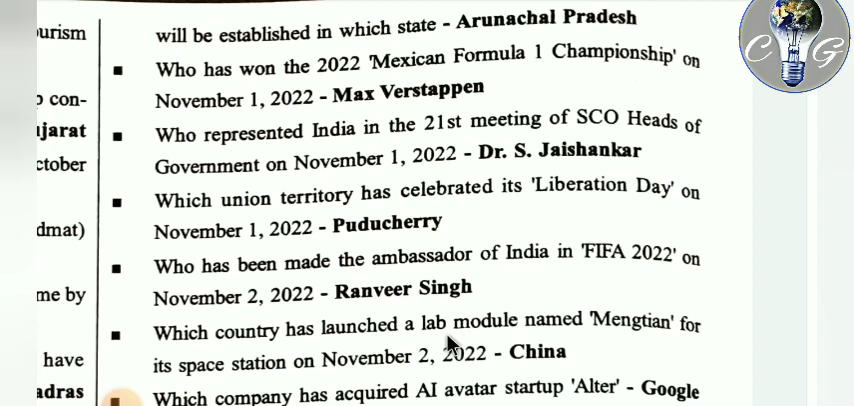 urism
con-
jarat
ctober
dmat)
me by
have
adras
will be established in which state - Arunachal Pradesh
■ Who has won the 2022 'Mexican Formula 1 Championship' on
November 1, 2022 - Max Verstappen
■ Who represented India in the 21st meeting of SCO Heads of
Government on November 1, 2022 - Dr. S. Jaishankar
■ Which union territory has celebrated its 'Liberation Day' on
November 1, 2022 - Puducherry
■ Who has been made the ambassador of India in 'FIFA 2022' on
November 2, 2022 - Ranveer Singh
■ Which country has launched a lab module named 'Mengtian' for
its space station on November 2, 2022 - China
■ Which company has acquired AI avatar startup 'Alter' - Google
C G